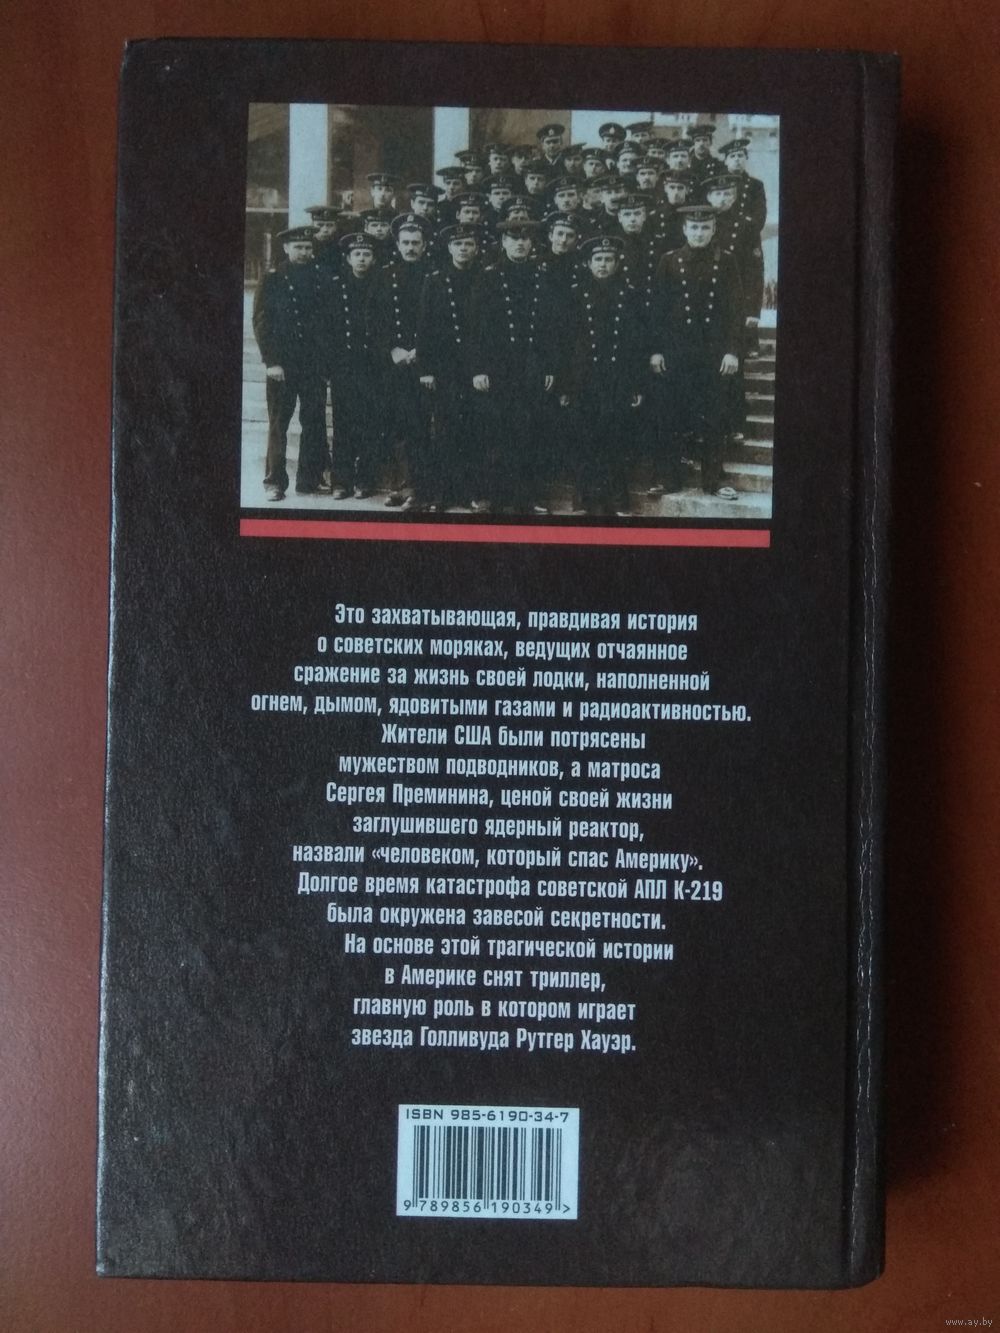 Это захватывающая, правдивая история
о советских моряках, ведущих отчаянное
сражение за жизнь своей лодки, наполненной
огнем, дымом, ядовитыми газами и радиоактивностью.
Жители США были потрясены
мужеством подводников, а матроса
Сергея Преминина, ценой своей жизни
заглушившего ядерный реактор,
назвали «человеком, который спас Америку».
Долгое время катастрофа советской АПЛ К-219
была окружена завесой секретности.
На основе этой трагической истории
в Америке снят триллер,
главную роль в котором играет
звезда Голливуда Рутгер Хауэр.
ISBN 985-6190-34-7
9 789856 190349 >
www.ay.by